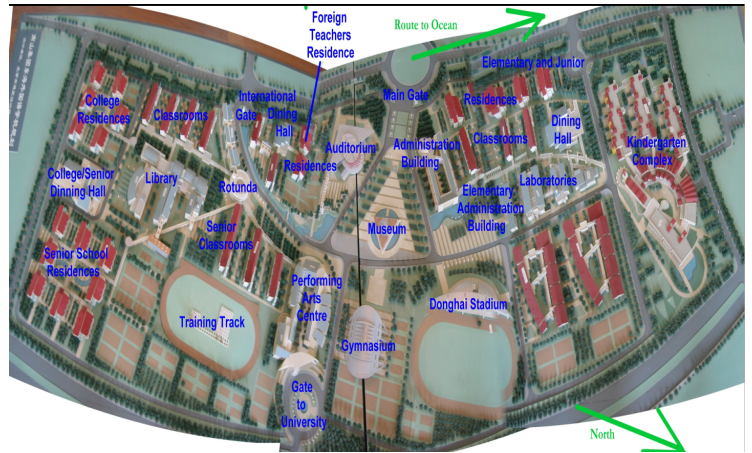 Foreign
Teachers
Residence
Route to Ocean
Elementary and Junior
Main Gate
College
Residences
Classrooms
International
Gate
Dining
Hall
Residences
Auditorium
Administration
Building
Residences
Classrooms
Dining
Hall
Kindergarten
Complex
College/Senior
Dinning Hall
Library
Rotunda
Laboratories
Elementary
Administration
Building
Museum
Senior
Classrooms
Senior School
Residences
Performing
Arts
Centre
Donghai Stadium
Training Track
Gymnasium
Gate
to
University
North